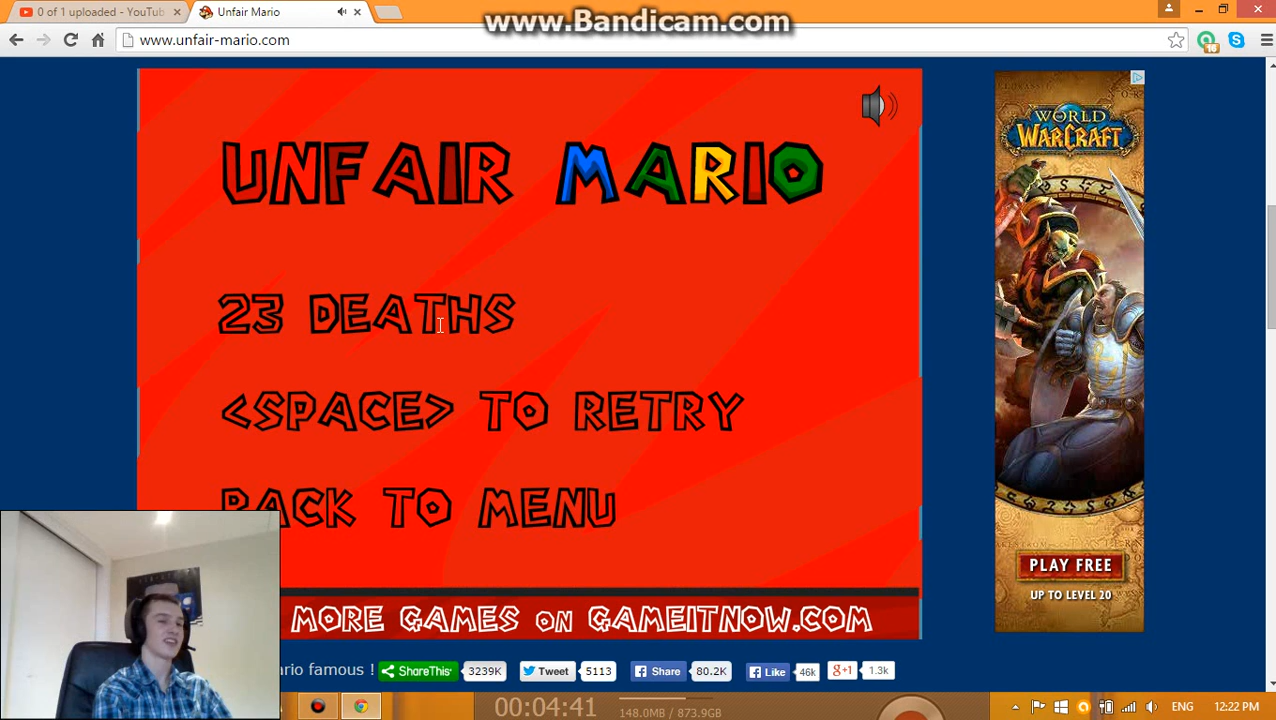 0 of 1 uploaded - YouTube
Unfair Mario
www.Bandicam.com
www.unfair-mario.com
16
UNFAIR MARIO
23 DEATHS
<SPACE> TO RETRY
BACK TO MENU
MORE GAMES ON GAMEITNOW.COM
WORLD
OF
WARCRAFT
PLAY FREE
UP TO LEVEL 20
ario famous !
ShareThis
3239K
Tweet
5113
Share
80.2K
Like
46k
+1
1.3k
00:04:41
148.0MB / 873.9GB
ENG
12:22 PM